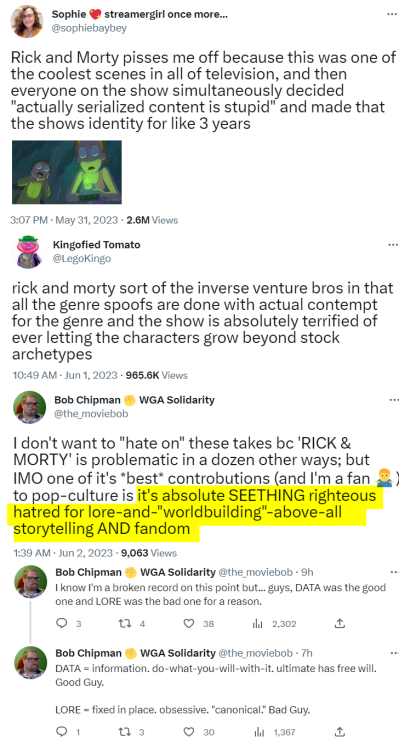 Sophie ❤️ streamergirl once more...
@sophiebaybey
Rick and Morty pisses me off because this was one of
the coolest scenes in all of television, and then
everyone on the show simultaneously decided
"actually serialized content is stupid" and made that
the shows identity for like 3 years
3:07 PM · May 31, 2023 · 2.6M Views
Kingofied Tomato
@LegoKingo
rick and morty sort of the inverse venture bros in that
all the genre spoofs are done with actual contempt
for the genre and the show is absolutely terrified of
ever letting the characters grow beyond stock
archetypes
10:49 AM · Jun 1, 2023 · 965.6K Views
Bob Chipman ✊ WGA Solidarity
@the_moviebob
I don't want to "hate on" these takes bc 'RICK &
MORTY' is problematic in a dozen other ways; but
IMO one of it's *best* controbutions (and I'm a fan 🤷‍♂️)
to pop-culture is it's absolute SEETHING righteous
hatred for lore-and-"worldbuilding"-above-all
storytelling AND fandom
1:39 AM · Jun 2, 2023 · 9,063 Views
Bob Chipman ✊ WGA Solidarity @the_moviebob · 9h
I know I'm a broken record on this point but... guys, DATA was the good
one and LORE was the bad one for a reason.
3 4 38 2,302
Bob Chipman ✊ WGA Solidarity @the_moviebob · 7h
DATA = information. do-what-you-will-with-it. ultimate has free will.
Good Guy.
LORE = fixed in place. obsessive. "canonical." Bad Guy.
1 3 30 1,367